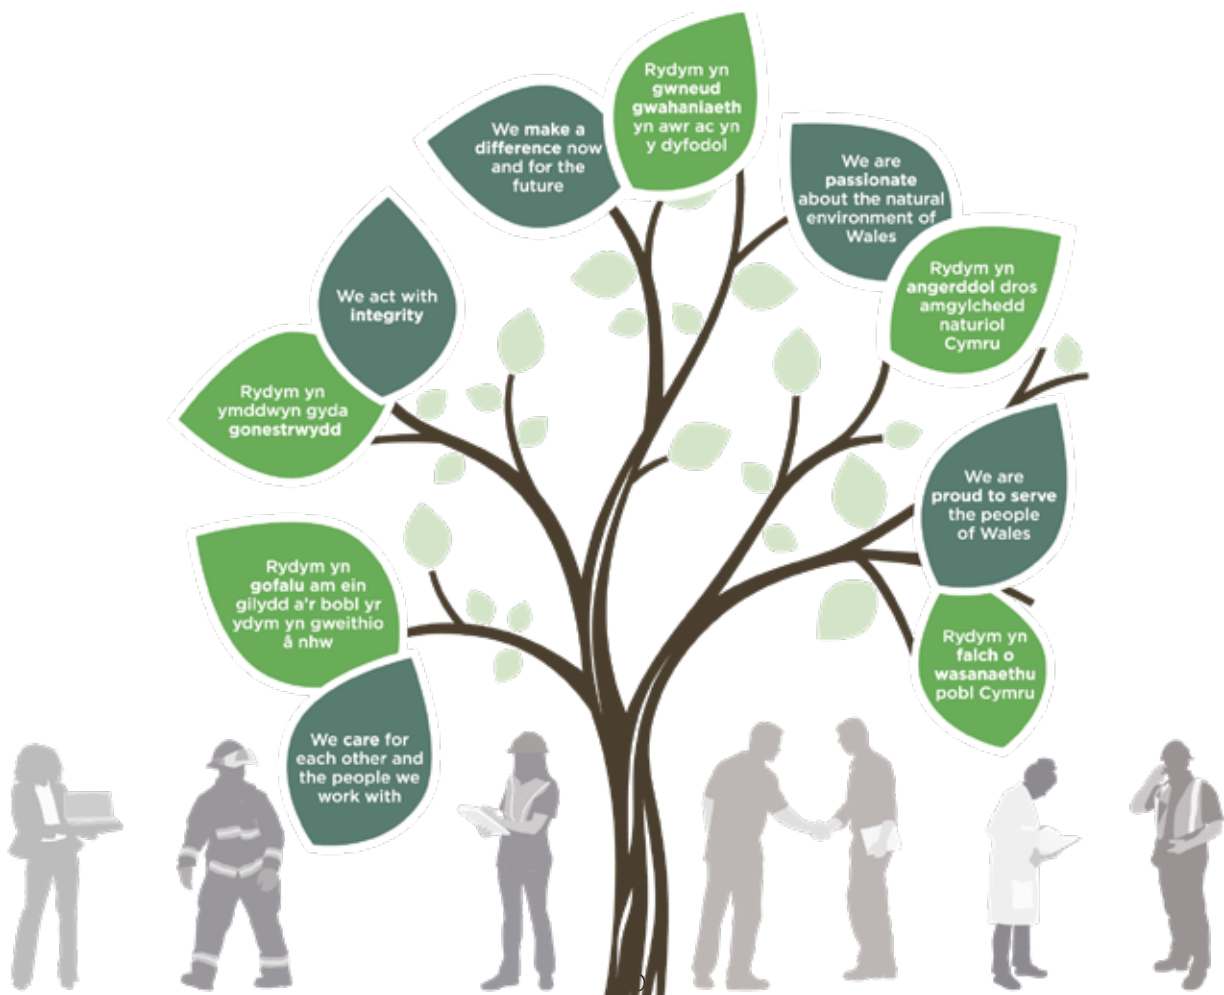 Rydym yn
gwneud
gwahaniaeth
yn awr ac yn
y dyfodol
We make a
difference now
and for the
future
We are
passionate
about the natural
environment of
Wales
Rydym yn
angerddol dros
amgylchedd
naturiol
Cymru
We act with
integrity
Rydym yn
ymddwyn gyda
gonestrwydd
We are
proud to serve
the people
of Wales
Rydym yn
falch o
wasanaethu
pobl Cymru
Rydym yn
gofalu am ein
gilydd a'r bobl yr
ydym yn gweithio
â nhw
We care for
each other and
the people we
work with